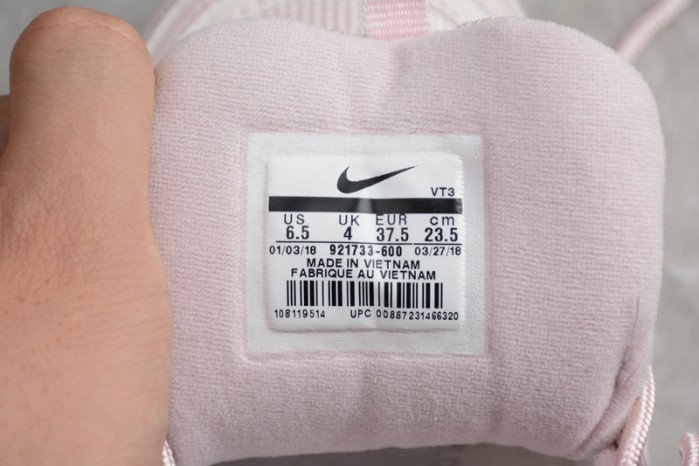 VT3
US UK EUR cm
6.5 4 37.5 23.5
01/03/18 921733-600 03/27/18
MADE IN VIETNAM
FABRIQUE AU VIETNAM
108119514 UPC 00887231466320